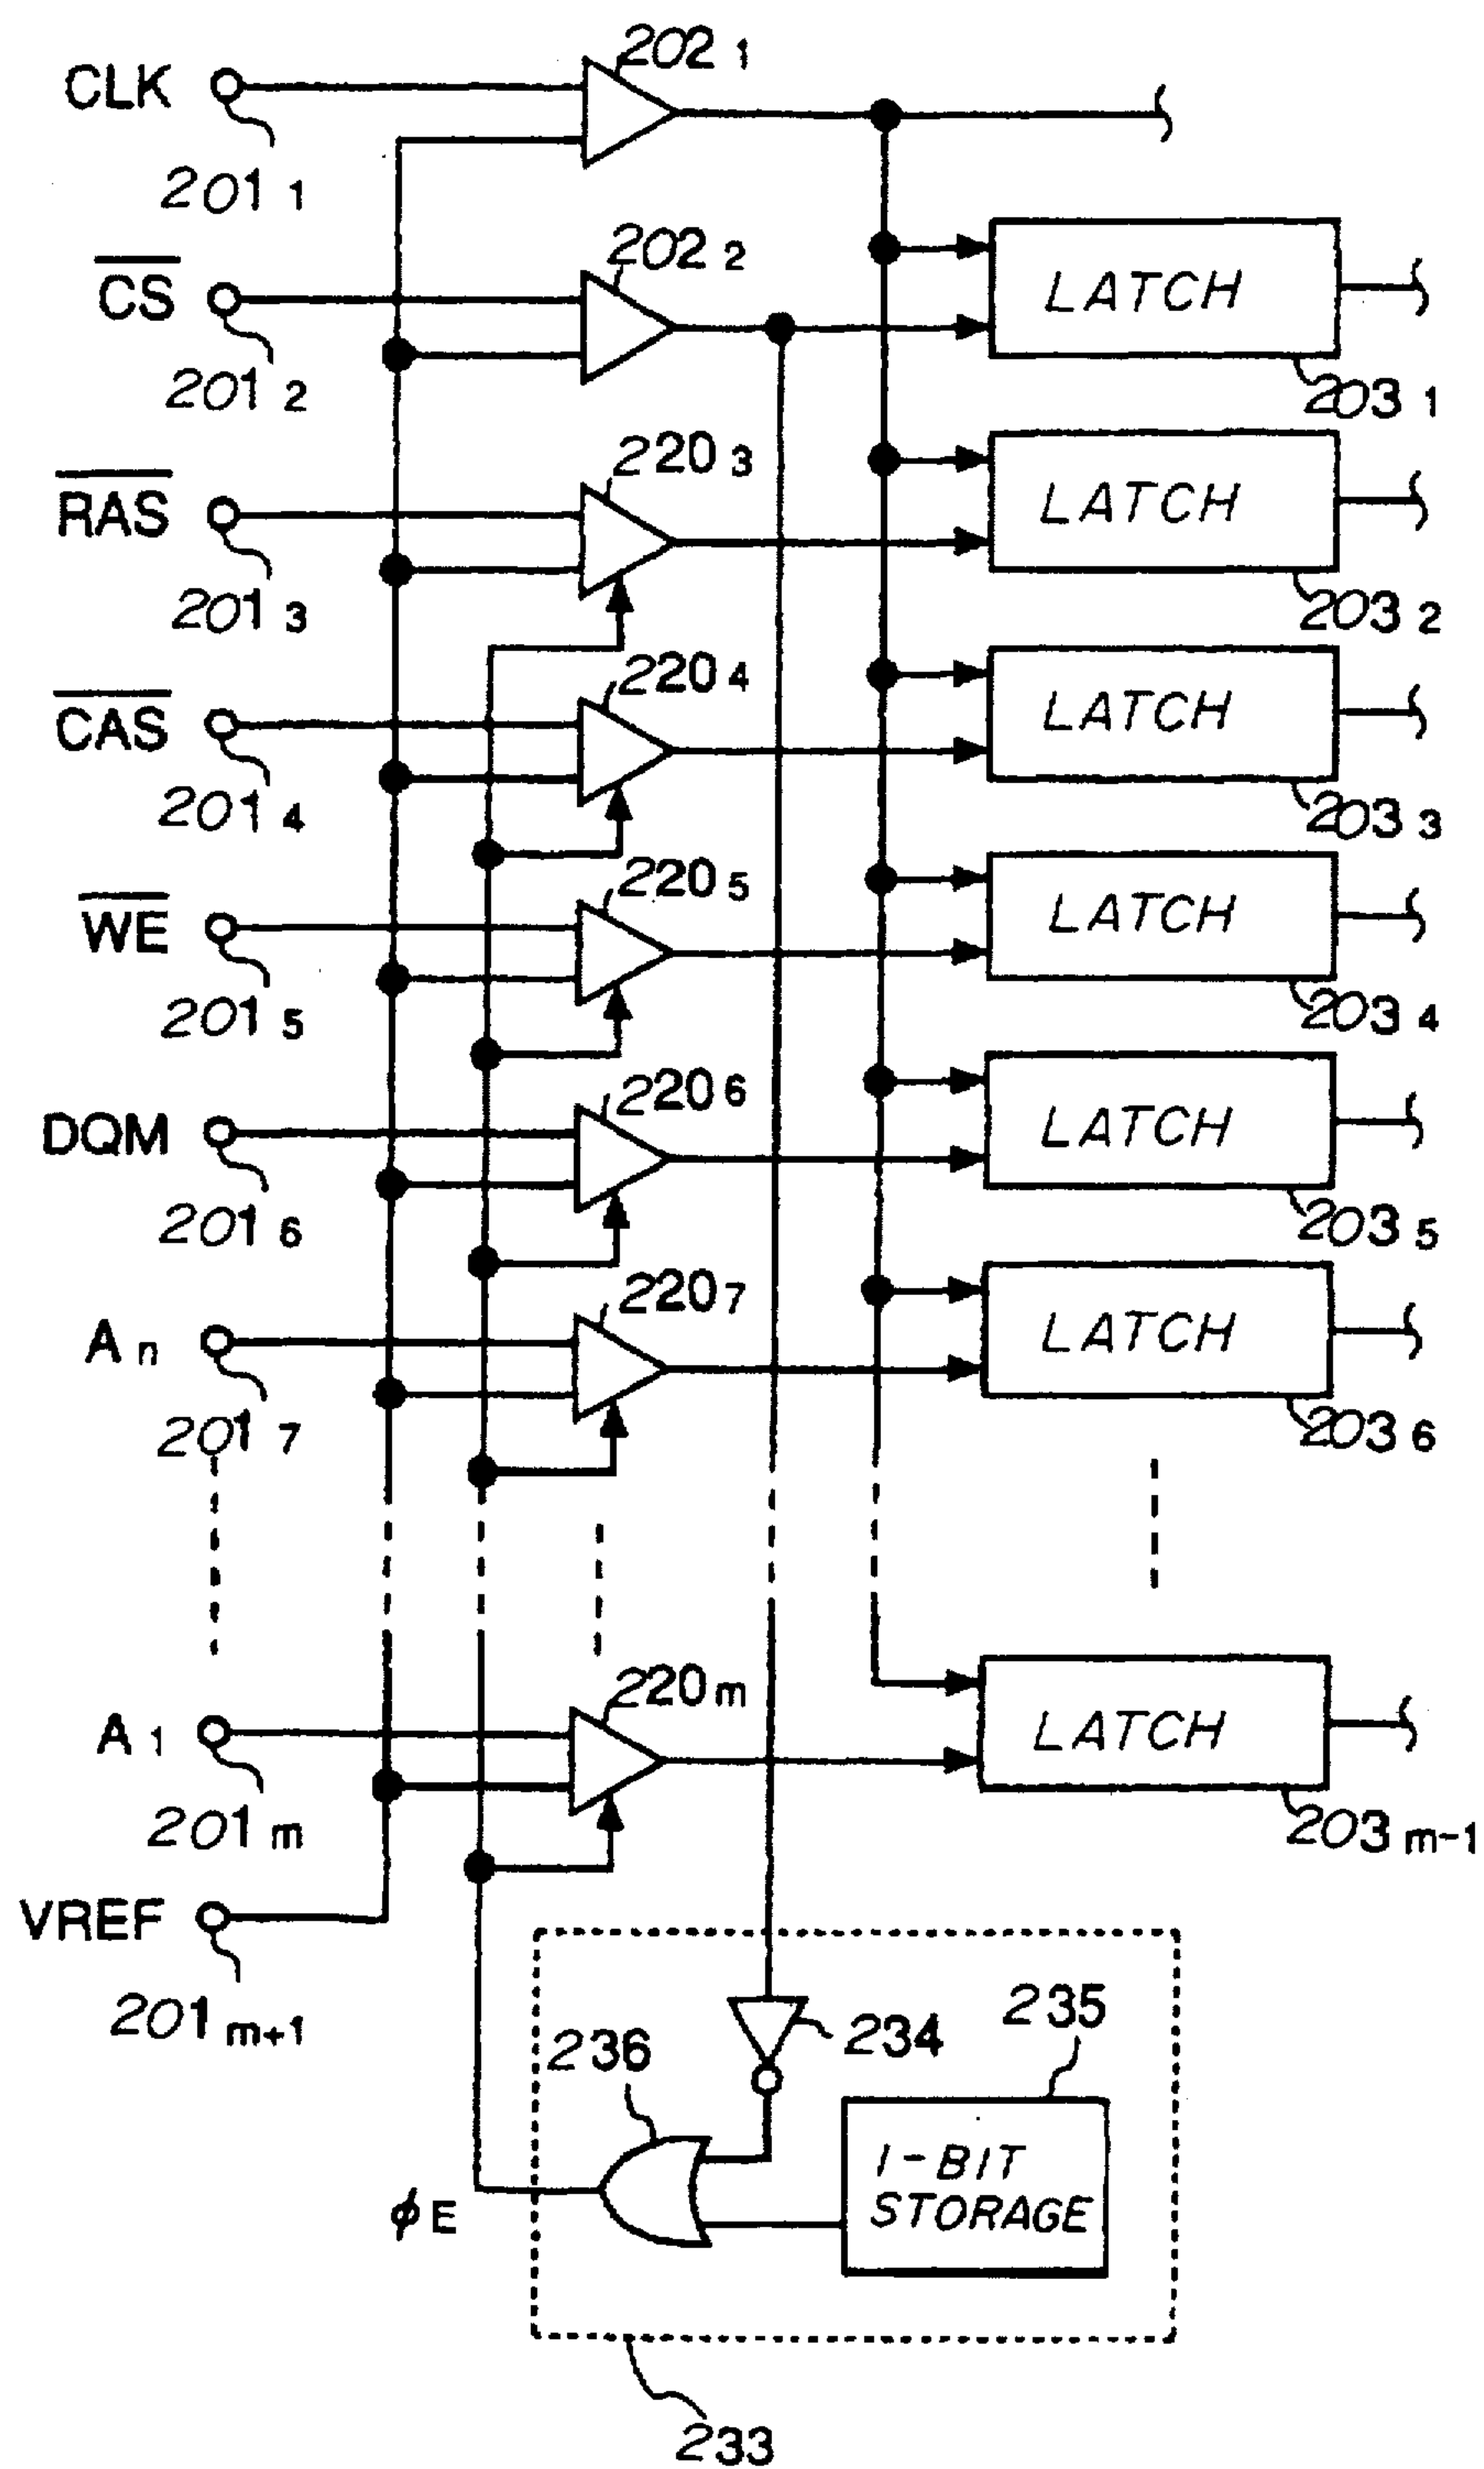 CLK
202 1
201 1
CS
202 2
201 2
LATCH
203 1
RAS
220 3
201 3
LATCH
203 2
CAS
220 4
201 4
LATCH
203 3
WE
220 5
201 5
LATCH
203 4
DQM
220 6
201 6
LATCH
203 5
A n
220 7
201 7
LATCH
203 6
A 1
220 m
201 m
LATCH
203 m-1
VREF
201 m+1
234
235
236
1-BIT
STORAGE
ϕ E
233